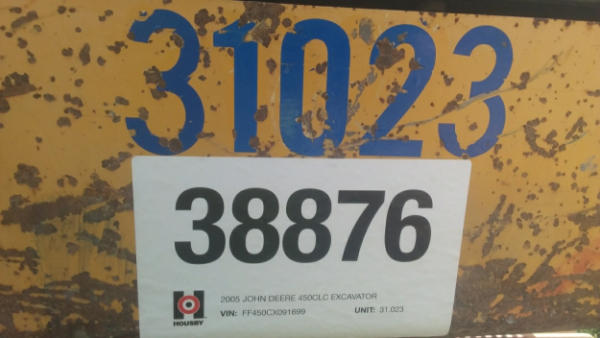 31023
38876
2005 JOHN DEERE 450CLC EXCAVATOR
VIN: FF450CX091699 UNIT: 31.023
HOUSBY